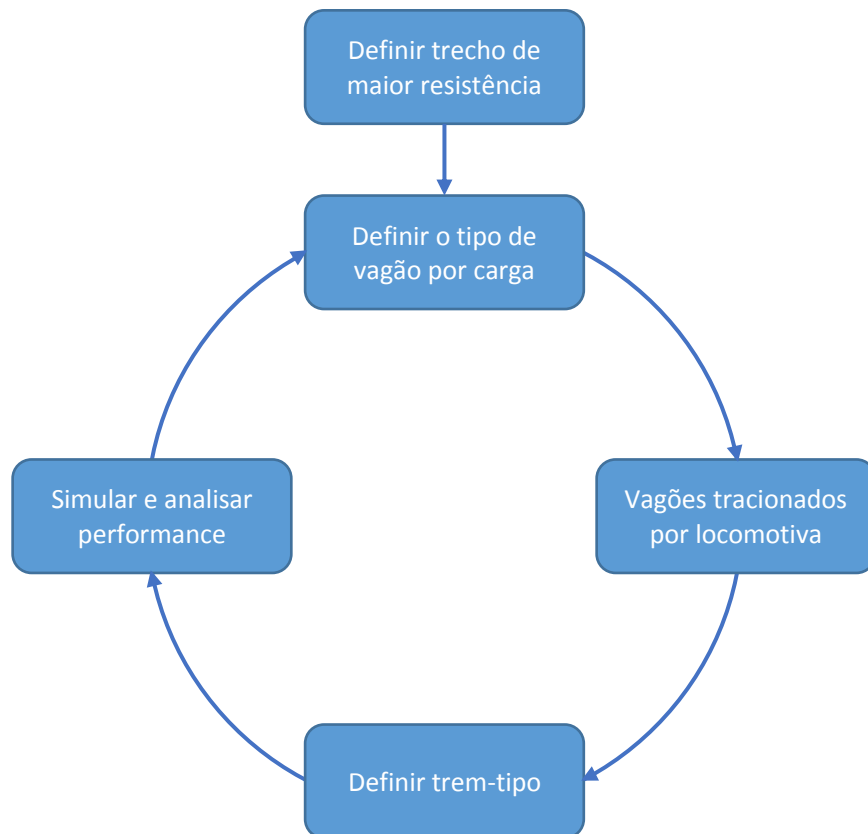 Definir trecho de
maior resistência
Definir o tipo de
vagão por carga
Simular e analisar
performance
Vagões tracionados
por locomotiva
Definir trem-tipo